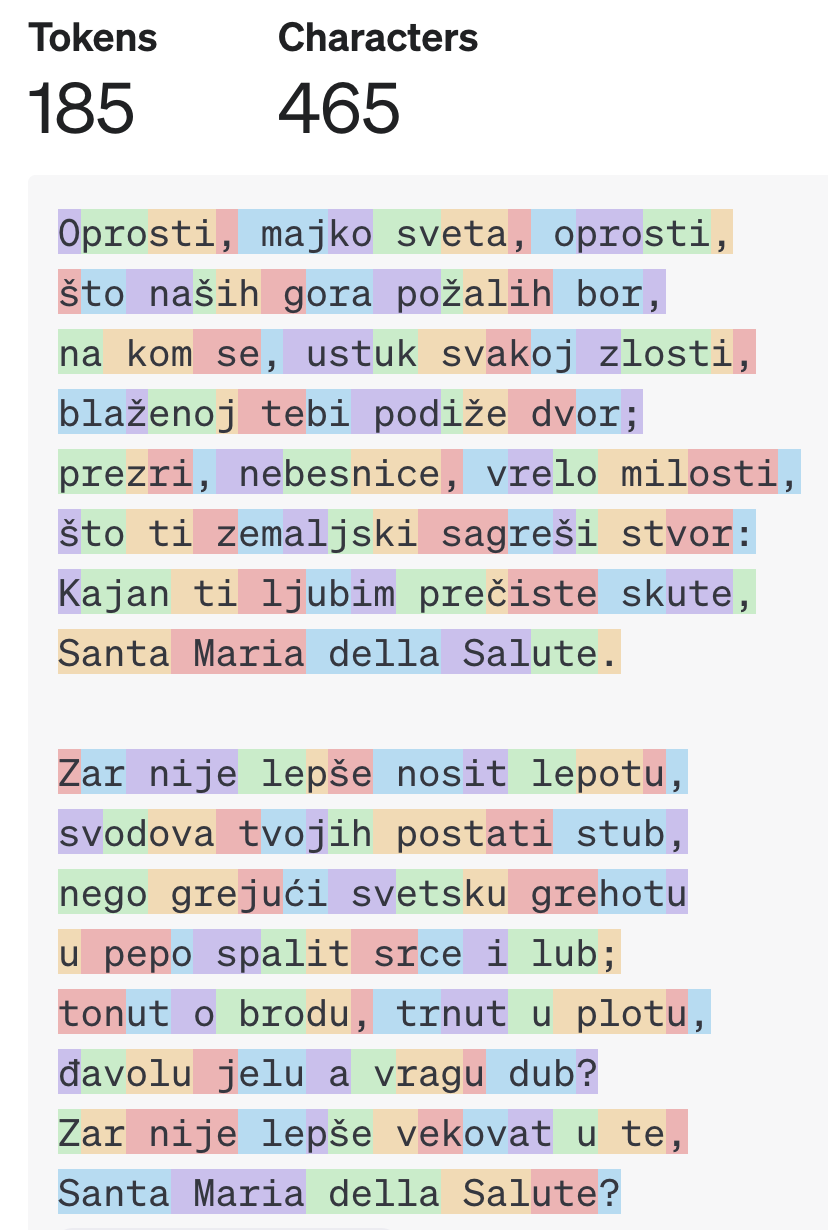 Tokens Characters
185 465
Oprosti, majko sveta, oprosti,
što naših gora požalih bor,
na kom se, ustuk svakoj zlosti,
blaženoj tebi podiže dvor;
prezri, nebesnice, vrelo milosti,
što ti zemaljski sagreši stvor:
Kajan ti ljubim prečiste skute,
Santa Maria della Salute.

Zar nije lepše nosit lepotu,
svodova tvojih postati stub,
nego grejući svetsku grehotu
u pepo spalit srce i lub;
tonut o brodu, trnut u plotu,
đavolu jelu a vragu dub?
Zar nije lepše vekovat u te,
Santa Maria della Salute?